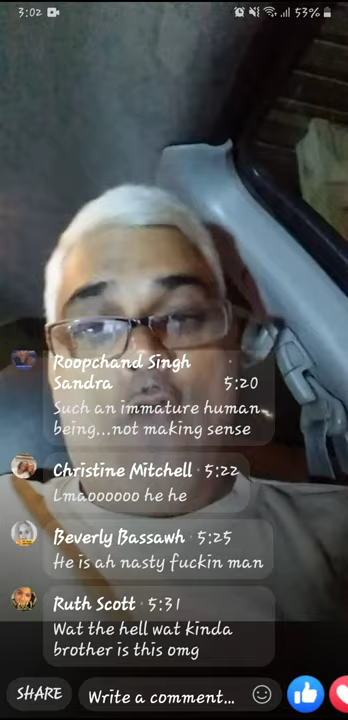 3:02
53%
Roopchand Singh
Sandra 5:20
Such an immature human
being...not making sense
Christine Mitchell · 5:22
Lmaoooooo he he
Beverly Bassawh · 5:25
He is ah nasty fuckin man
Ruth Scott · 5:31
Wat the hell wat kinda
brother is this omg
SHARE
Write a comment...